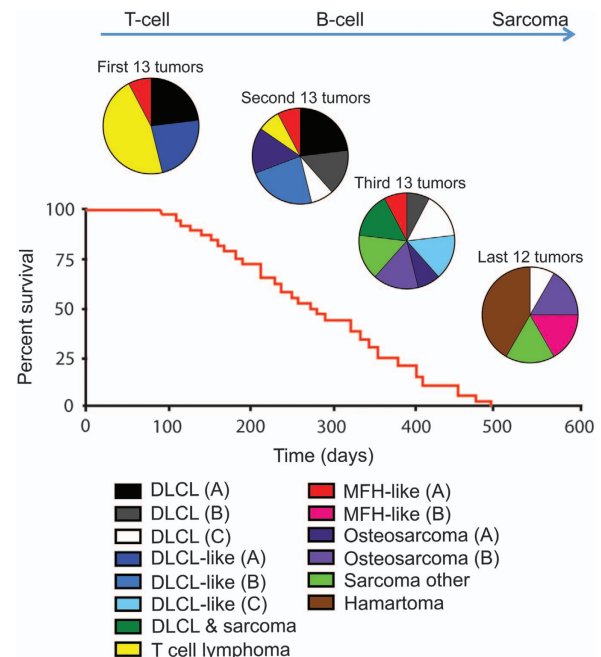 T-cell B-cell Sarcoma
First 13 tumors
Second 13 tumors
Third 13 tumors
Last 12 tumors
Percent survival
100
75
50
25
0
0 100 200 300 400 500 600
Time (days)
DLCL (A)
DLCL (B)
DLCL (C)
DLCL-like (A)
DLCL-like (B)
DLCL-like (C)
DLCL & sarcoma
T cell lymphoma
MFH-like (A)
MFH-like (B)
Osteosarcoma (A)
Osteosarcoma (B)
Sarcoma other
Hamartoma